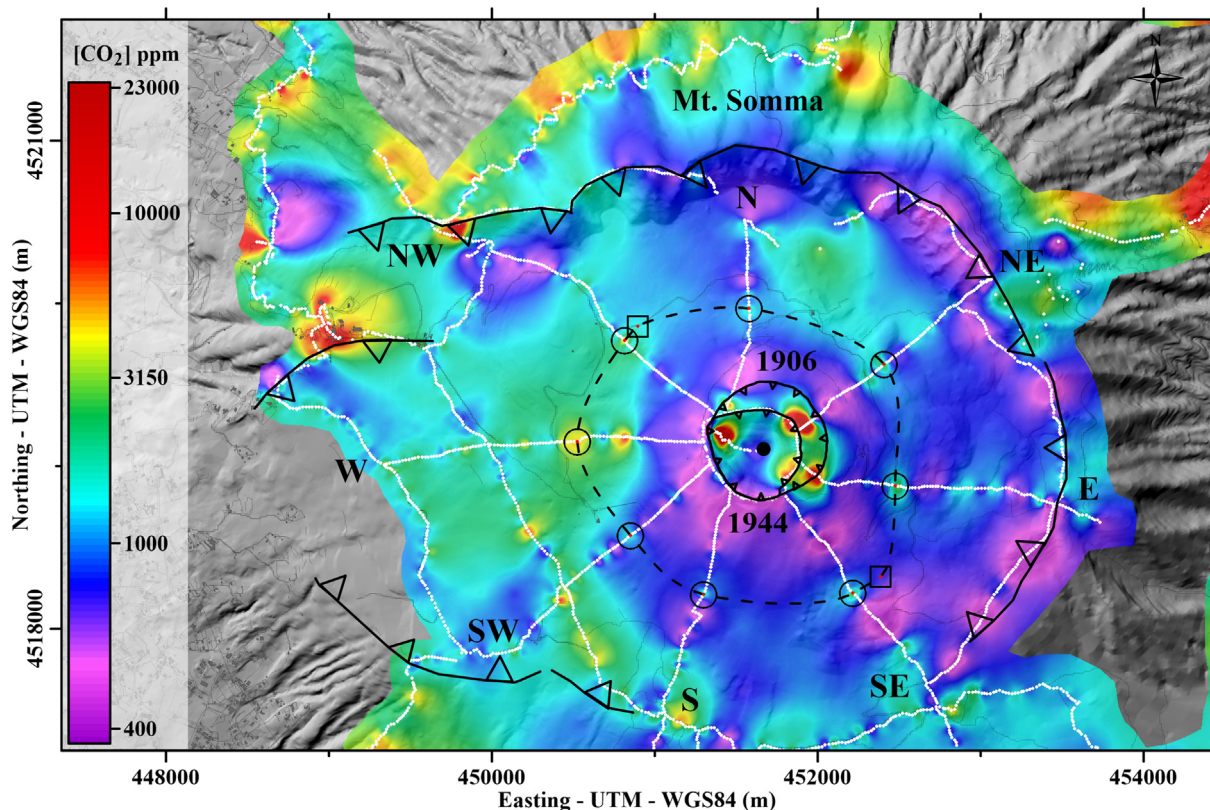 [CO₂] ppm
23000
10000
3150
1000
400
N
Mt. Somma
N
NW
NE
1906
W
E
1944
SW
S
SE
4521000
4518000
Northing - UTM - WGS84 (m)
448000
450000
452000
454000
Easting - UTM - WGS84 (m)